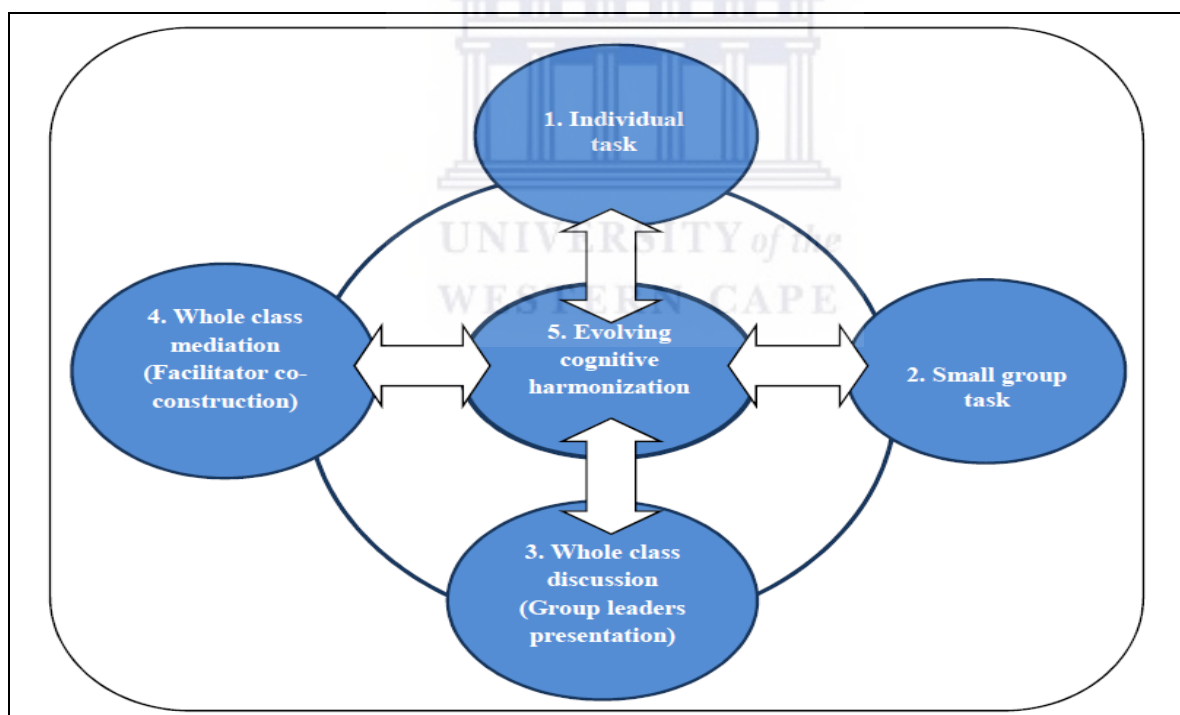 1. Individual
task
UNIVERSITY of the
WESTERN CAPE
4. Whole class
mediation
(Facilitator co-
construction)
5. Evolving
cognitive
harmonization
2. Small group
task
3. Whole class
discussion
(Group leaders
presentation)